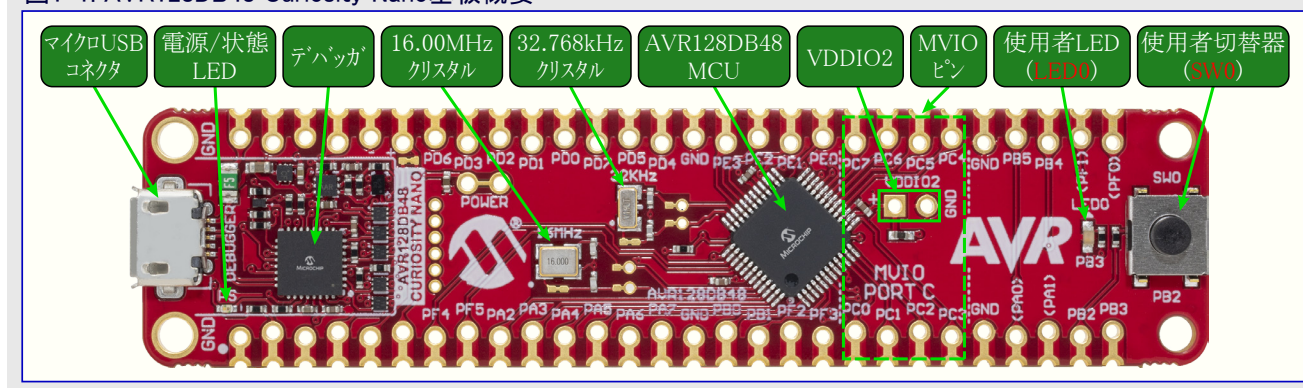 マイクロUSB
コネクタ
電源/状態
LED
デバッガ
16.00MHz
クリスタル
32.768kHz
クリスタル
AVR128DB48
MCU
VDDIO2
MVIO
ピン
使用者LED
(LED0)
使用者切替器
(SW0)
GND
PD6 PD3 PD2 PD1 PD0 PD7 PD5 PD4 GND PE3 PE2 PE1 PE0 PC7 PC6 PC5 PC4 GND PB5 PB4 (PF1) (PF0)
32KHz
VDDIO2
GND
POWER
LED0
SW0
DEBUGGER
AVR128DB48
CURIOSITY NANO
MICROCHIP
16.000
MICROCHIP
AVR
PB3
MVIO
PORT C
PB2
PS
AVR128DB48
GND
PF4 PF5 PA2 PA3 PA4 PA5 PA6 PA7 GND PB0 PB1 PF2 PF3 PC0 PC1 PC2 PC3 GND (PA0) (PA1) PB2 PB3